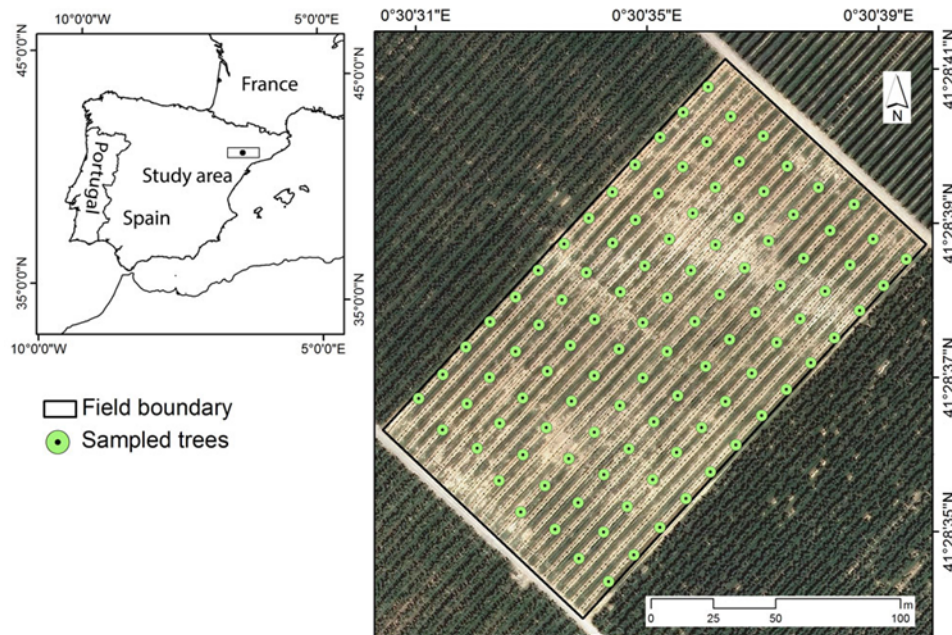 10°0'0"W 5°0'0"E
45°0'0"N
45°0'0"N
France
Portugal
Study area
Spain
35°0'0"N
35°0'0"N
10°0'0"W 5°0'0"E
Field boundary
Sampled trees
0°30'31"E 0°30'35"E 0°30'39"E
41°28'41"N
N
41°28'39"N
41°28'37"N
41°28'35"N
0 25 50 100
m